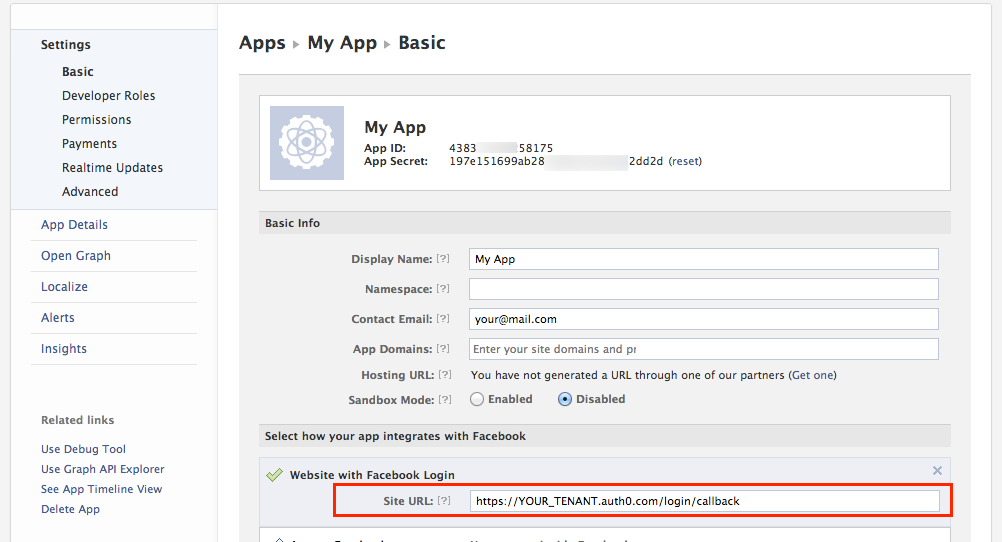 Settings
Basic
Developer Roles
Permissions
Payments
Realtime Updates
Advanced
App Details
Open Graph
Localize
Alerts
Insights
Related links
Use Debug Tool
Use Graph API Explorer
See App Timeline View
Delete App
Apps ▸ My App ▸ Basic
My App
App ID: 4383 58175
App Secret: 197e151699ab28 2dd2d (reset)
Basic Info
Display Name: [?] My App
Namespace: [?]
Contact Email: [?] your@mail.com
App Domains: [?] Enter your site domains and pr
Hosting URL: [?] You have not generated a URL through one of our partners (Get one)
Sandbox Mode: [?] Enabled Disabled
Select how your app integrates with Facebook
Website with Facebook Login
Site URL: [?] https://YOUR_TENANT.auth0.com/login/callback